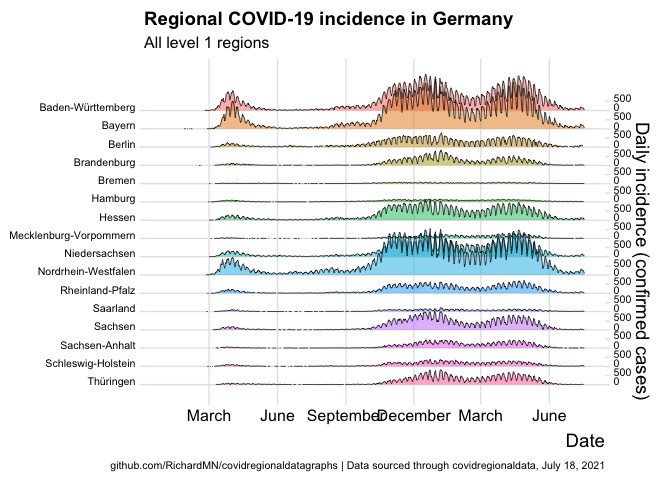 Regional COVID-19 incidence in Germany
All level 1 regions
Baden-Württemberg
Bayern
Berlin
Brandenburg
Bremen
Hamburg
Hessen
Mecklenburg-Vorpommern
Niedersachsen
Nordrhein-Westfalen
Rheinland-Pfalz
Saarland
Sachsen
Sachsen-Anhalt
Schleswig-Holstein
Thüringen
500
0
500
0
500
0
500
0
500
0
500
0
500
0
500
0
500
0
500
0
500
0
500
0
500
0
500
0
500
0
500
0
Daily incidence (confirmed cases)
March June September December March June
Date
github.com/RichardMN/covidregionaldatagraphs | Data sourced through covidregionaldata, July 18, 2021